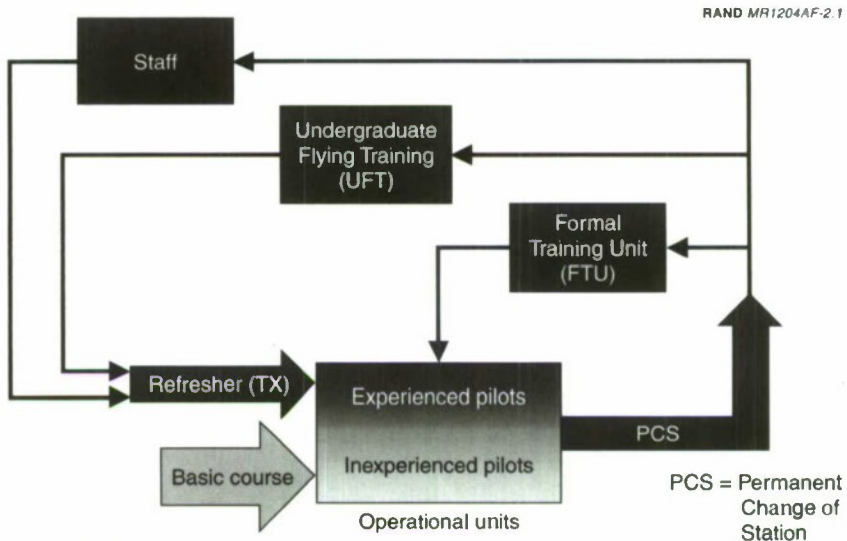 RAND MR1204AF-2.1
Staff
Undergraduate
Flying Training
(UFT)
Formal
Training Unit
(FTU)
Refresher (TX)
Experienced pilots
PCS
Basic course
Inexperienced pilots
Operational units
PCS = Permanent
Change of
Station